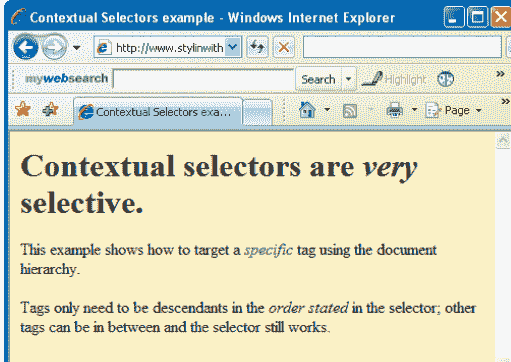 Contextual Selectors example - Windows Internet Explorer
http://www.stylinwith
mywebsearch Search Highlight »
Contextual Selectors exa... Page »
Contextual selectors are very
selective.
This example shows how to target a specific tag using the document
hierarchy.
Tags only need to be descendants in the order stated in the selector; other
tags can be in between and the selector still works.